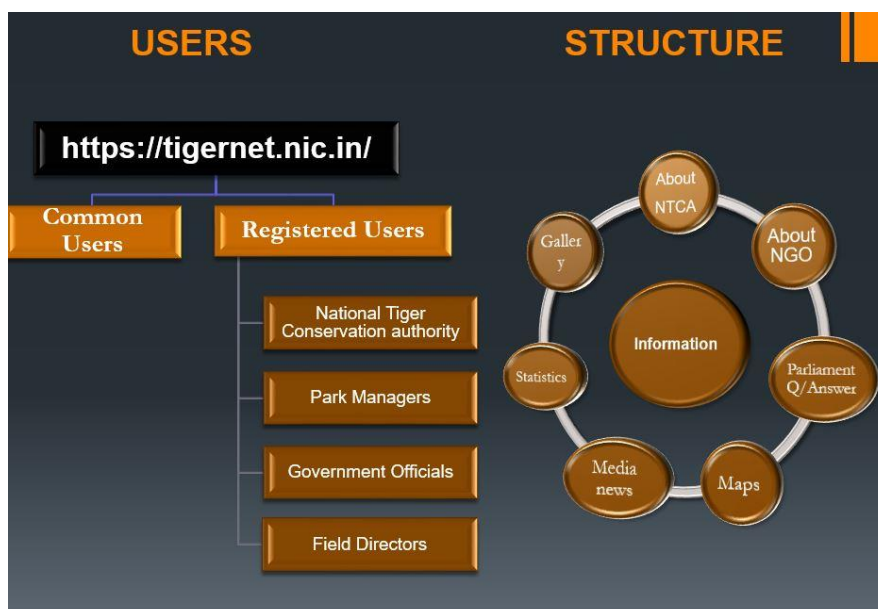 USERS
STRUCTURE
https://tigernet.nic.in/
Common
Users
Registered Users
National Tiger
Conservation authority
Park Managers
Government Officials
Field Directors
About
NTCA
About
NGO
Parliament
Q/Answer
Maps
Media
news
Statistics
Galler
y
Information